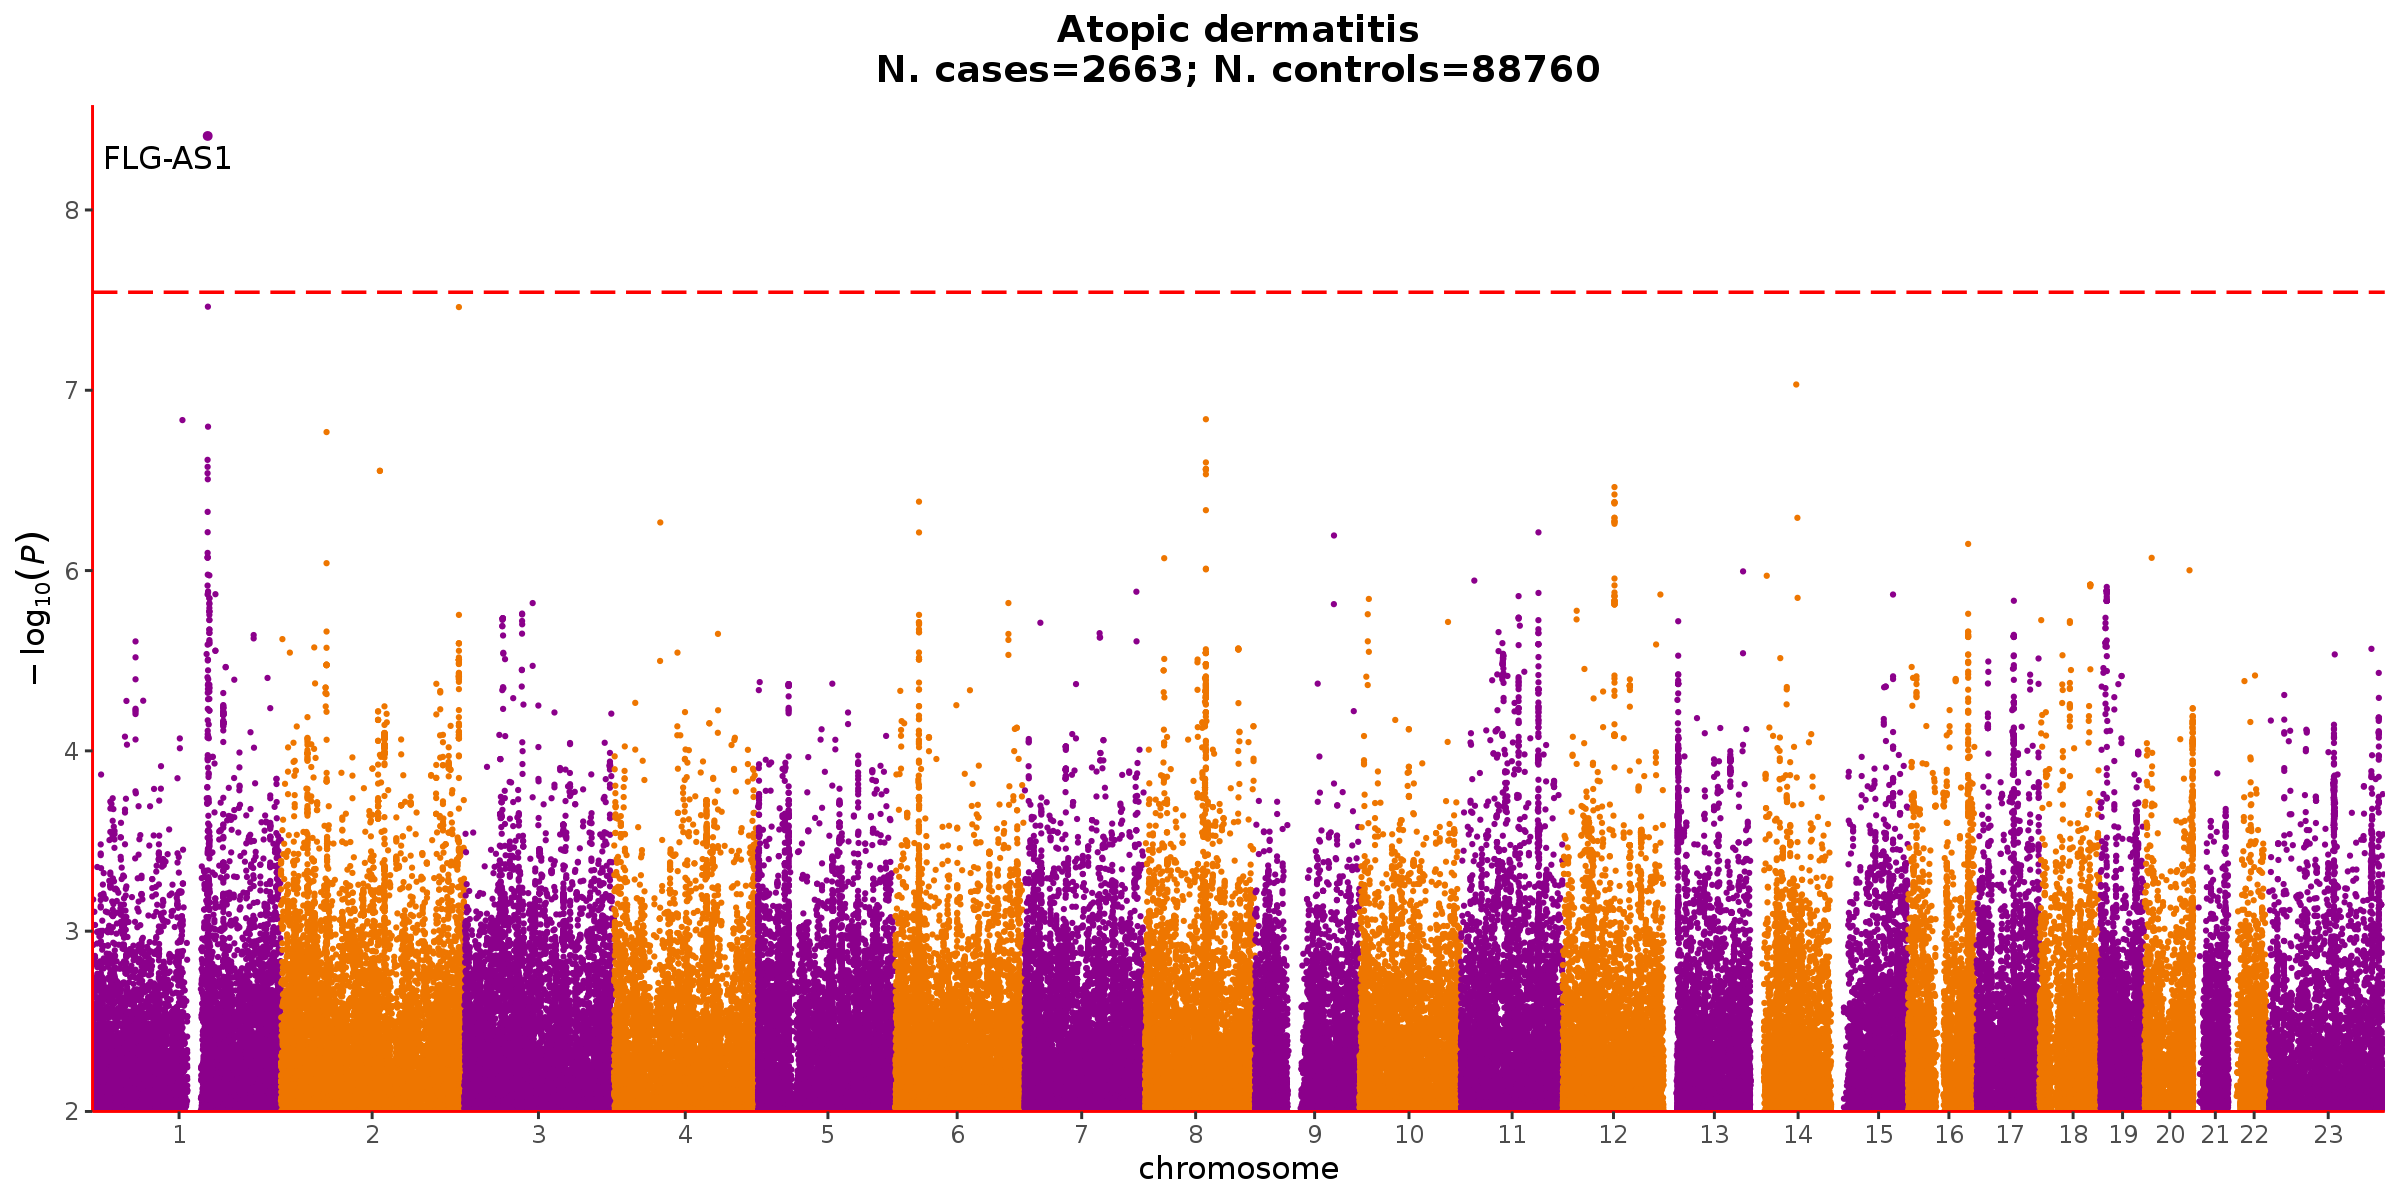 Atopic dermatitis
N. cases=2663; N. controls=88760
FLG-AS1
8
7
6
5
4
3
2
−log₁₀(P)
1 2 3 4 5 6 7 8 9 10 11 12 13 14 15 16 17 18 19 20 21 22 23
chromosome